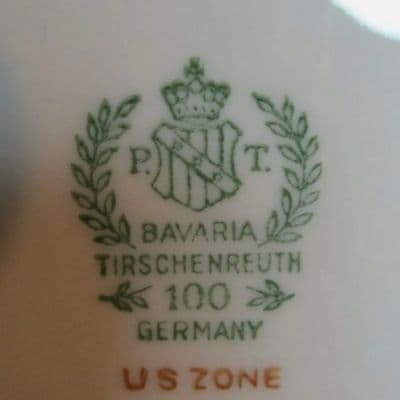 P. T.
BAVARIA
TIRSCHENREUTH
100
GERMANY
US ZONE